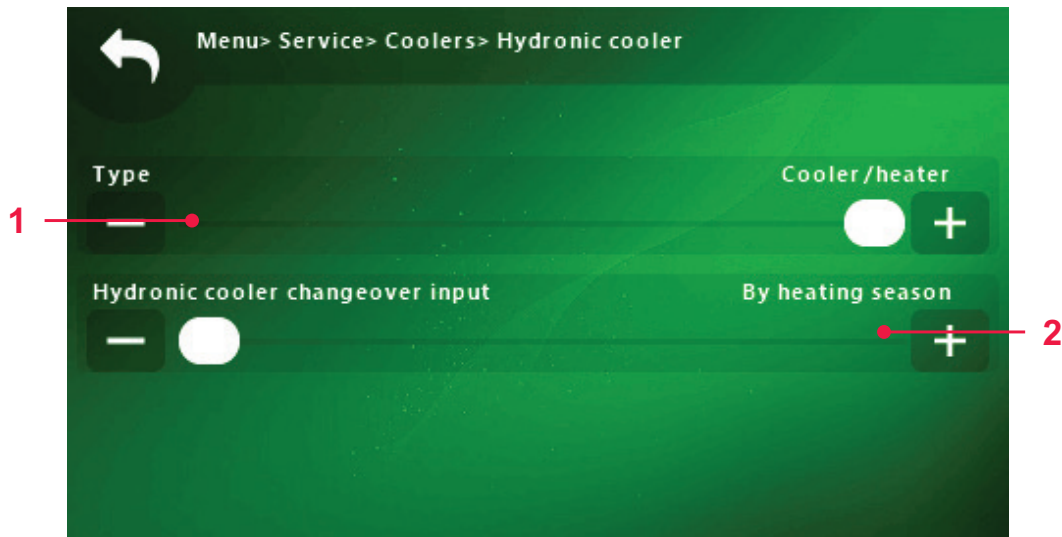 Menu> Service> Coolers> Hydronic cooler
Type Cooler/heater
1
Hydronic cooler changeover input By heating season
2